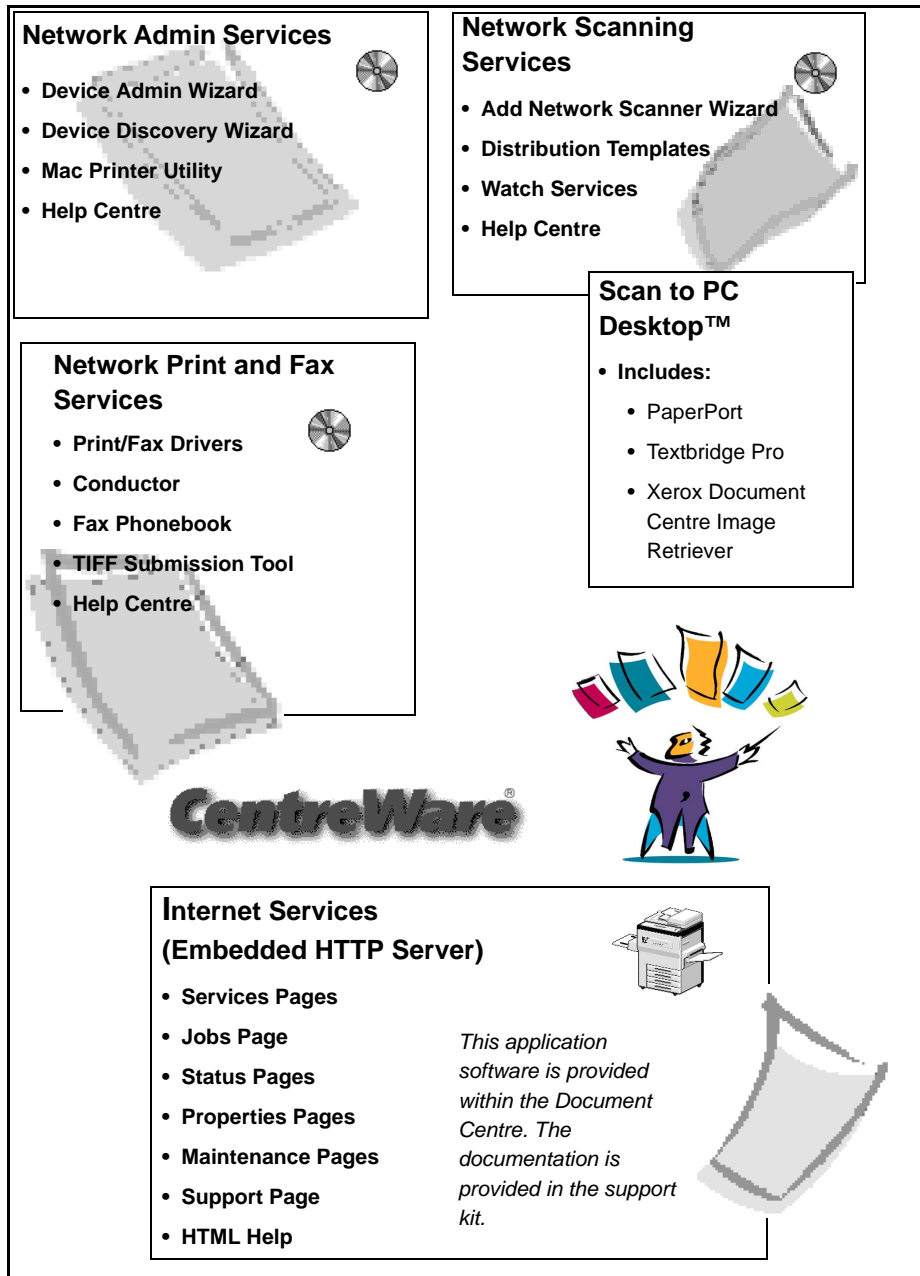 Network Admin Services
• Device Admin Wizard
• Device Discovery Wizard
• Mac Printer Utility
• Help Centre
Network Scanning
Services
• Add Network Scanner Wizard
• Distribution Templates
• Watch Services
• Help Centre
Scan to PC
Desktop™
• Includes:
• PaperPort
• Textbridge Pro
• Xerox Document
Centre Image
Retriever
Network Print and Fax
Services
• Print/Fax Drivers
• Conductor
• Fax Phonebook
• TIFF Submission Tool
• Help Centre
CentreWare®
Internet Services
(Embedded HTTP Server)
• Services Pages
• Jobs Page
• Status Pages
• Properties Pages
• Maintenance Pages
• Support Page
• HTML Help
This application
software is provided
within the Document
Centre. The
documentation is
provided in the support
kit.